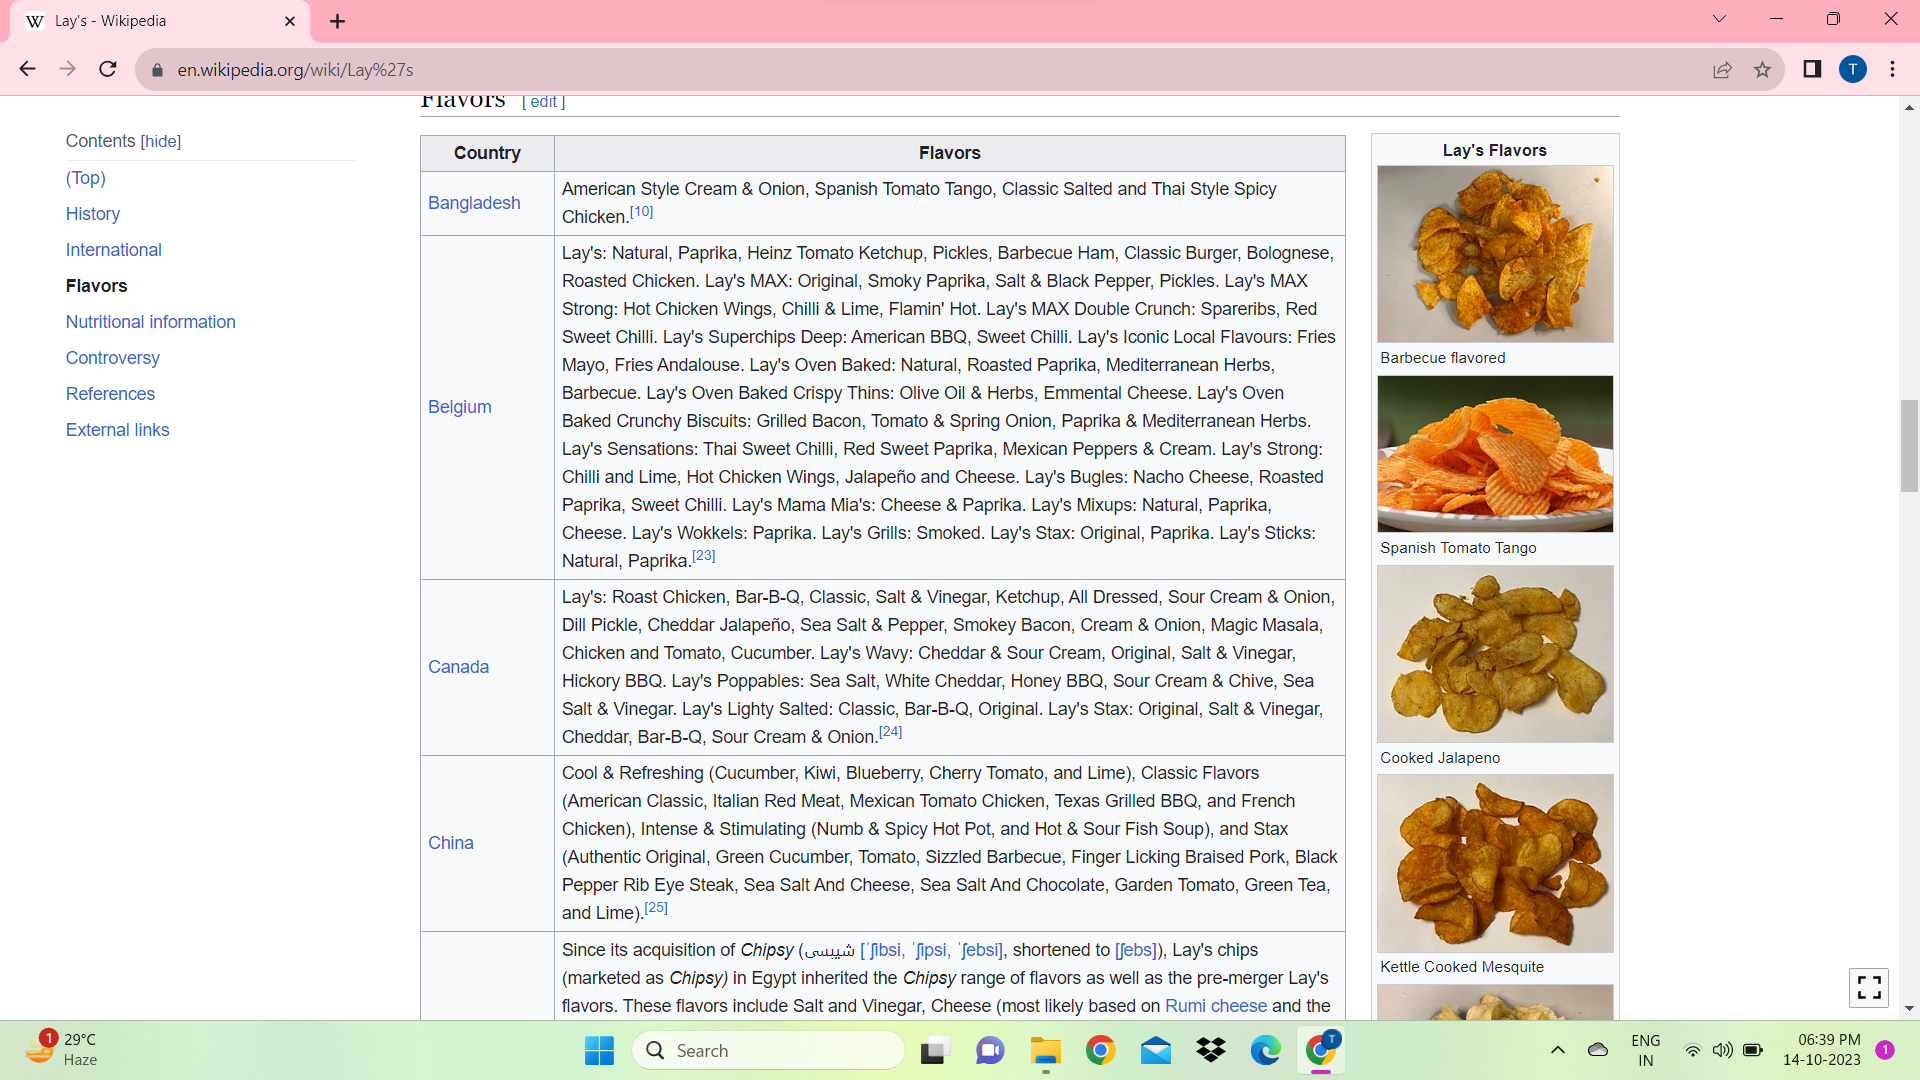 Lay's - Wikipedia
en.wikipedia.org/wiki/Lay%27s
T
Flavors [ edit ]
Contents [hide]
(Top)
History
International
Flavors
Nutritional information
Controversy
References
External links
Country Flavors
Bangladesh
American Style Cream & Onion, Spanish Tomato Tango, Classic Salted and Thai Style Spicy
Chicken.[10]
Belgium
Lay's: Natural, Paprika, Heinz Tomato Ketchup, Pickles, Barbecue Ham, Classic Burger, Bolognese,
Roasted Chicken. Lay's MAX: Original, Smoky Paprika, Salt & Black Pepper, Pickles. Lay's MAX
Strong: Hot Chicken Wings, Chilli & Lime, Flamin' Hot. Lay's MAX Double Crunch: Spareribs, Red
Sweet Chilli. Lay's Superchips Deep: American BBQ, Sweet Chilli. Lay's Iconic Local Flavours: Fries
Mayo, Fries Andalouse. Lay's Oven Baked: Natural, Roasted Paprika, Mediterranean Herbs,
Barbecue. Lay's Oven Baked Crispy Thins: Olive Oil & Herbs, Emmental Cheese. Lay's Oven
Baked Crunchy Biscuits: Grilled Bacon, Tomato & Spring Onion, Paprika & Mediterranean Herbs.
Lay's Sensations: Thai Sweet Chilli, Red Sweet Paprika, Mexican Peppers & Cream. Lay's Strong:
Chilli and Lime, Hot Chicken Wings, Jalapeño and Cheese. Lay's Bugles: Nacho Cheese, Roasted
Paprika, Sweet Chilli. Lay's Mama Mia's: Cheese & Paprika. Lay's Mixups: Natural, Paprika,
Cheese. Lay's Wokkels: Paprika. Lay's Grills: Smoked. Lay's Stax: Original, Paprika. Lay's Sticks:
Natural, Paprika.[23]
Canada
Lay's: Roast Chicken, Bar-B-Q, Classic, Salt & Vinegar, Ketchup, All Dressed, Sour Cream & Onion,
Dill Pickle, Cheddar Jalapeño, Sea Salt & Pepper, Smokey Bacon, Cream & Onion, Magic Masala,
Chicken and Tomato, Cucumber. Lay's Wavy: Cheddar & Sour Cream, Original, Salt & Vinegar,
Hickory BBQ. Lay's Poppables: Sea Salt, White Cheddar, Honey BBQ, Sour Cream & Chive, Sea
Salt & Vinegar. Lay's Lighty Salted: Classic, Bar-B-Q, Original. Lay's Stax: Original, Salt & Vinegar,
Cheddar, Bar-B-Q, Sour Cream & Onion.[24]
China
Cool & Refreshing (Cucumber, Kiwi, Blueberry, Cherry Tomato, and Lime), Classic Flavors
(American Classic, Italian Red Meat, Mexican Tomato Chicken, Texas Grilled BBQ, and French
Chicken), Intense & Stimulating (Numb & Spicy Hot Pot, and Hot & Sour Fish Soup), and Stax
(Authentic Original, Green Cucumber, Tomato, Sizzled Barbecue, Finger Licking Braised Pork, Black
Pepper Rib Eye Steak, Sea Salt And Cheese, Sea Salt And Chocolate, Garden Tomato, Green Tea,
and Lime).[25]
Since its acquisition of Chipsy (شيبسى [ˈʃibsi, ˈʃipsi, ˈʃebsi], shortened to [ʃebs]), Lay's chips
(marketed as Chipsy) in Egypt inherited the Chipsy range of flavors as well as the pre-merger Lay's
flavors. These flavors include Salt and Vinegar, Cheese (most likely based on Rumi cheese and the
Lay's Flavors
Barbecue flavored
Spanish Tomato Tango
Cooked Jalapeno
Kettle Cooked Mesquite
1
29°C
Haze
Search
T
ENG
IN
06:39 PM
14-10-2023
1